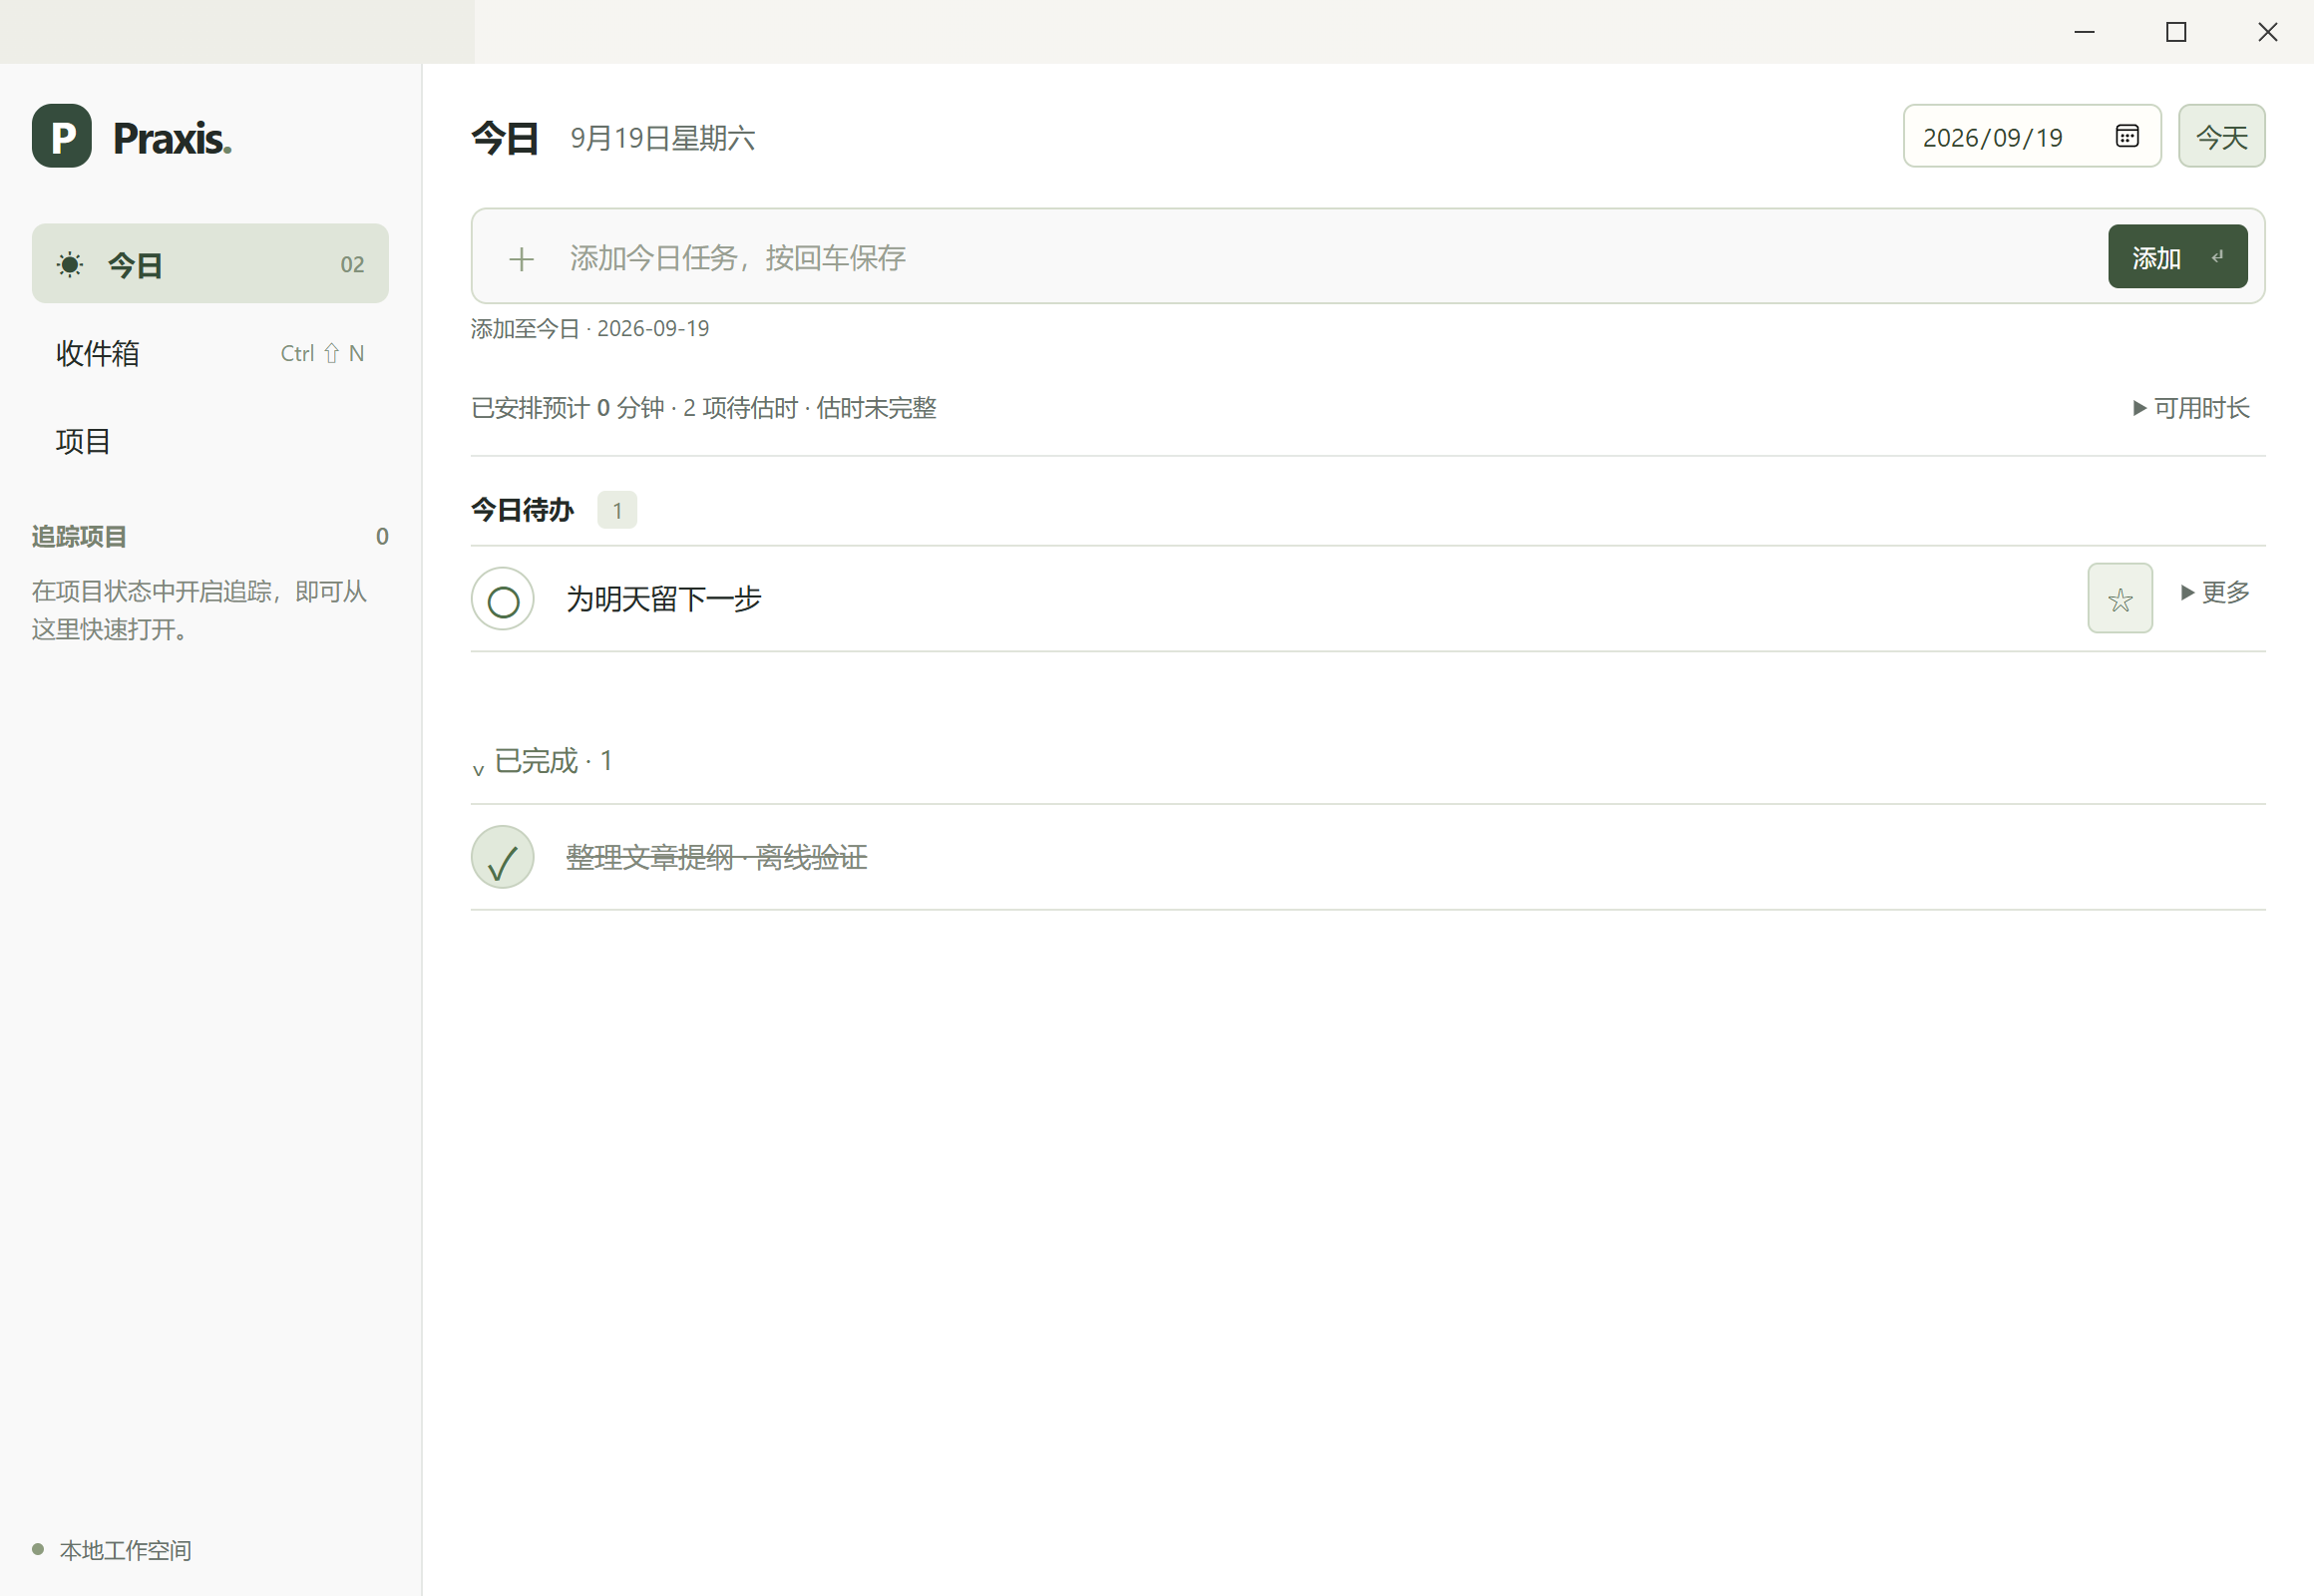 P Praxis.
今日 02
收件箱 Ctrl ⇧ N
项目
追踪项目 0
在项目状态中开启追踪，即可从
这里快速打开。
本地工作空间
今日 9月19日星期六
2026/09/19 今天
添加今日任务，按回车保存
添加 ↵
添加至今日 · 2026-09-19
已安排预计 0 分钟 · 2 项待估时 · 估时未完整
▶ 可用时长
今日待办 1
为明天留下一步
☆ ▶ 更多
v 已完成 · 1
整理文章提纲 · 离线验证